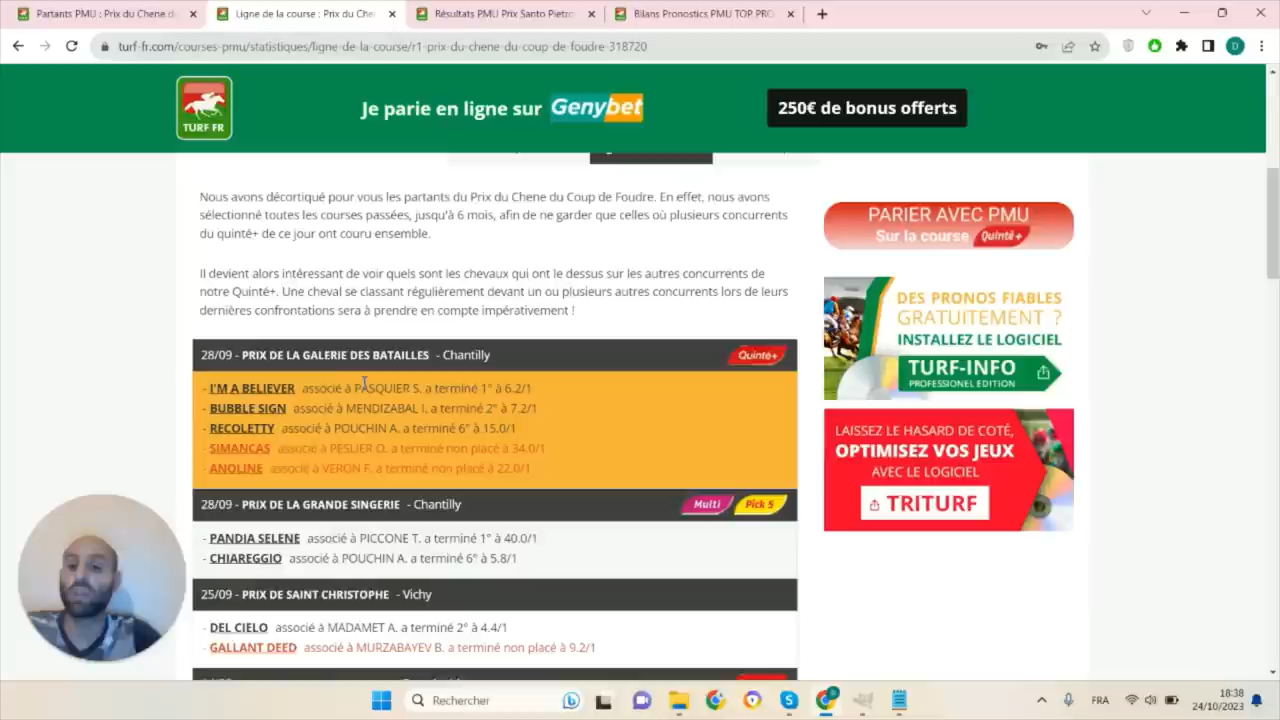 Partants PMU : Prix du Chene d
Ligne de la course : Prix du Che
Résultats PMU Prix Santo Pietro
Bilans Pronostics PMU TOP PRO
turf-fr.com/courses-pmu/statistiques/ligne-de-la-course/r1-prix-du-chene-du-coup-de-foudre-318720
D
TURF FR
Je parie en ligne sur Genybet
250€ de bonus offerts
Nous avons décortiqué pour vous les partants du Prix du Chene du Coup de Foudre. En effet, nous avons
sélectionné toutes les courses passées, jusqu'à 6 mois, afin de ne garder que celles où plusieurs concurrents
du quinté+ de ce jour ont couru ensemble.
Il devient alors intéressant de voir quels sont les chevaux qui ont le dessus sur les autres concurrents de
notre Quinté+. Une cheval se classant régulièrement devant un ou plusieurs autres concurrents lors de leurs
dernières confrontations sera à prendre en compte impérativement !
28/09 - PRIX DE LA GALERIE DES BATAILLES - Chantilly
Quinté+
- I'M A BELIEVER associé à PASQUIER S. a terminé 1° à 6.2/1
- BUBBLE SIGN associé à MENDIZABAL I. a terminé 2° à 7.2/1
- RECOLETTY associé à POUCHIN A. a terminé 6° à 15.0/1
- SIMANCAS associé à PESLIER O. a terminé non placé à 34.0/1
- ANOLINE associé à VERON F. a terminé non placé à 22.0/1
28/09 - PRIX DE LA GRANDE SINGERIE - Chantilly
Multi
Pick 5
- PANDIA SELENE associé à PICCONE T. a terminé 1° à 40.0/1
- CHIAREGGIO associé à POUCHIN A. a terminé 6° à 5.8/1
25/09 - PRIX DE SAINT CHRISTOPHE - Vichy
- DEL CIELO associé à MADAMET A. a terminé 2° à 4.4/1
- GALLANT DEED associé à MURZABAYEV B. a terminé non placé à 9.2/1
PARIER AVEC PMU
Sur la course Quinté+
DES PRONOS FIABLES
GRATUITEMENT ?
INSTALLEZ LE LOGICIEL
TURF-INFO
PROFESSIONEL EDITION
LAISSEZ LE HASARD DE COTÉ,
OPTIMISEZ VOS JEUX
AVEC LE LOGICIEL
TRITURF
Rechercher
FRA
18:38
24/10/2023